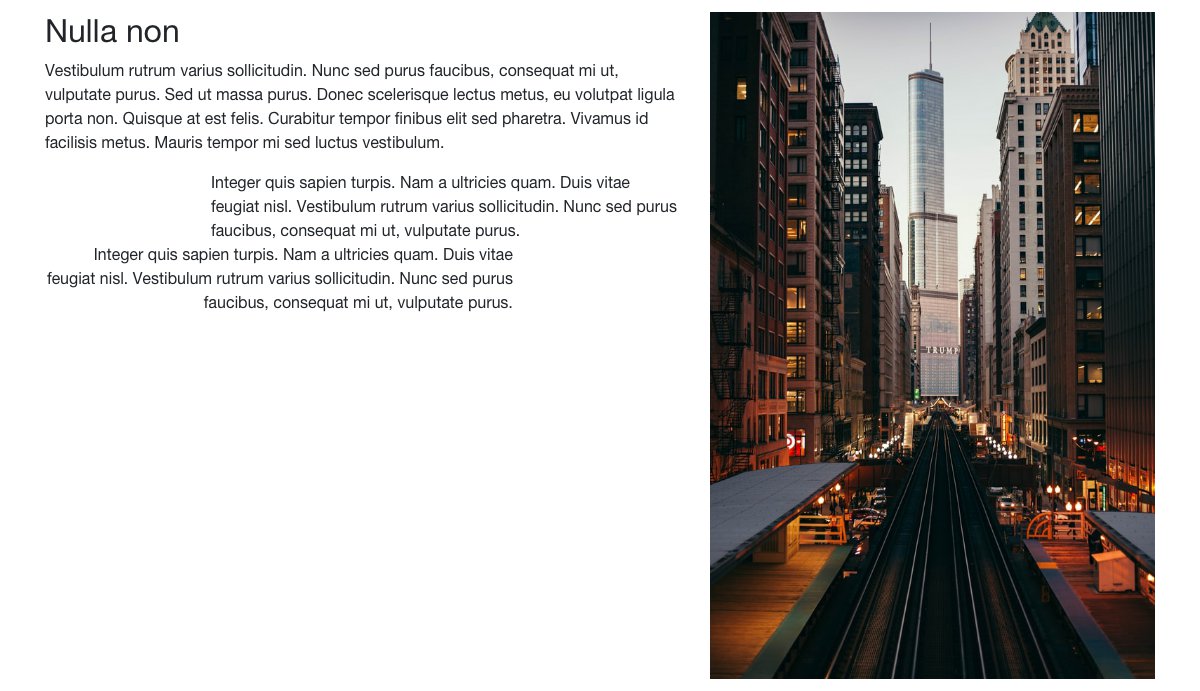 Nulla non
Vestibulum rutrum varius sollicitudin. Nunc sed purus faucibus, consequat mi ut,
vulputate purus. Sed ut massa purus. Donec scelerisque lectus metus, eu volutpat ligula
porta non. Quisque at est felis. Curabitur tempor finibus elit sed pharetra. Vivamus id
facilisis metus. Mauris tempor mi sed luctus vestibulum.
Integer quis sapien turpis. Nam a ultricies quam. Duis vitae
feugiat nisl. Vestibulum rutrum varius sollicitudin. Nunc sed purus
faucibus, consequat mi ut, vulputate purus.
Integer quis sapien turpis. Nam a ultricies quam. Duis vitae
feugiat nisl. Vestibulum rutrum varius sollicitudin. Nunc sed purus
faucibus, consequat mi ut, vulputate purus.
TRUMP